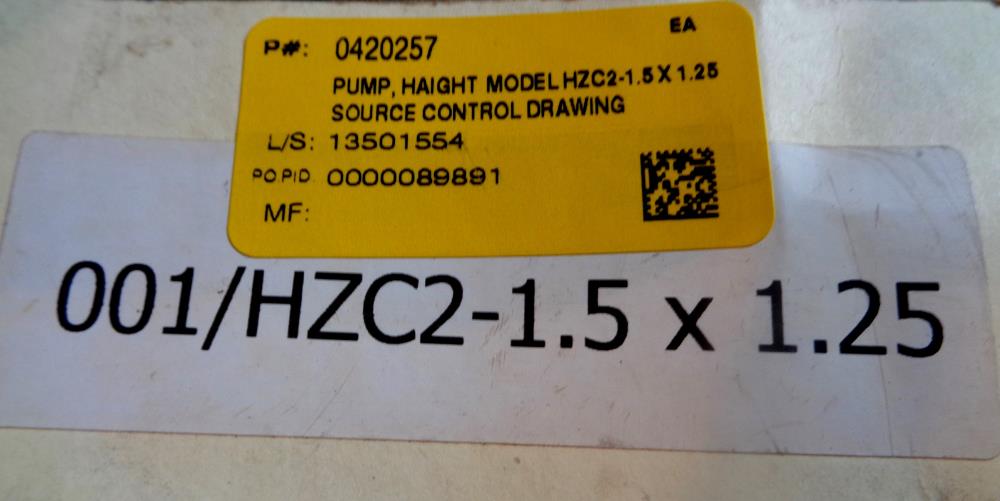 EA
P#: 0420257
PUMP, HAIGHT MODEL HZC2-1.5 X 1.25
SOURCE CONTROL DRAWING
L/S: 13501554
PO.PID. 0000089891
MF:
001/HZC2-1.5 x 1.25